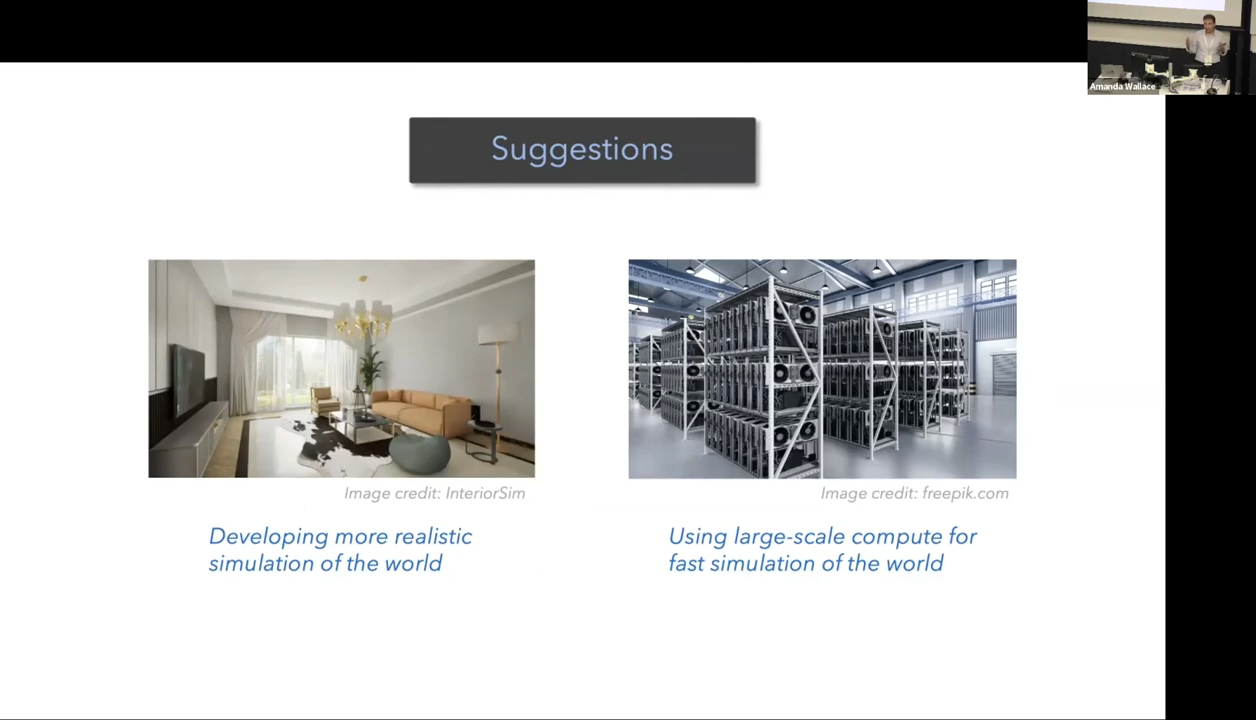 Amanda Wallace
Suggestions
Image credit: InteriorSim
Image credit: freepik.com
Developing more realistic
simulation of the world
Using large-scale compute for
fast simulation of the world